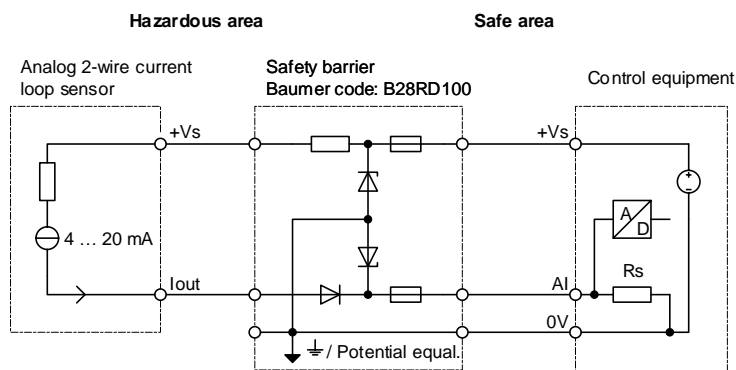 Hazardous area
Safe area
Analog 2-wire current
loop sensor
Safety barrier
Baumer code: B28RD100
Control equipment
+Vs
+Vs
4 … 20 mA
A
D
Rs
Iout
AI
0V
/ Potential equal.